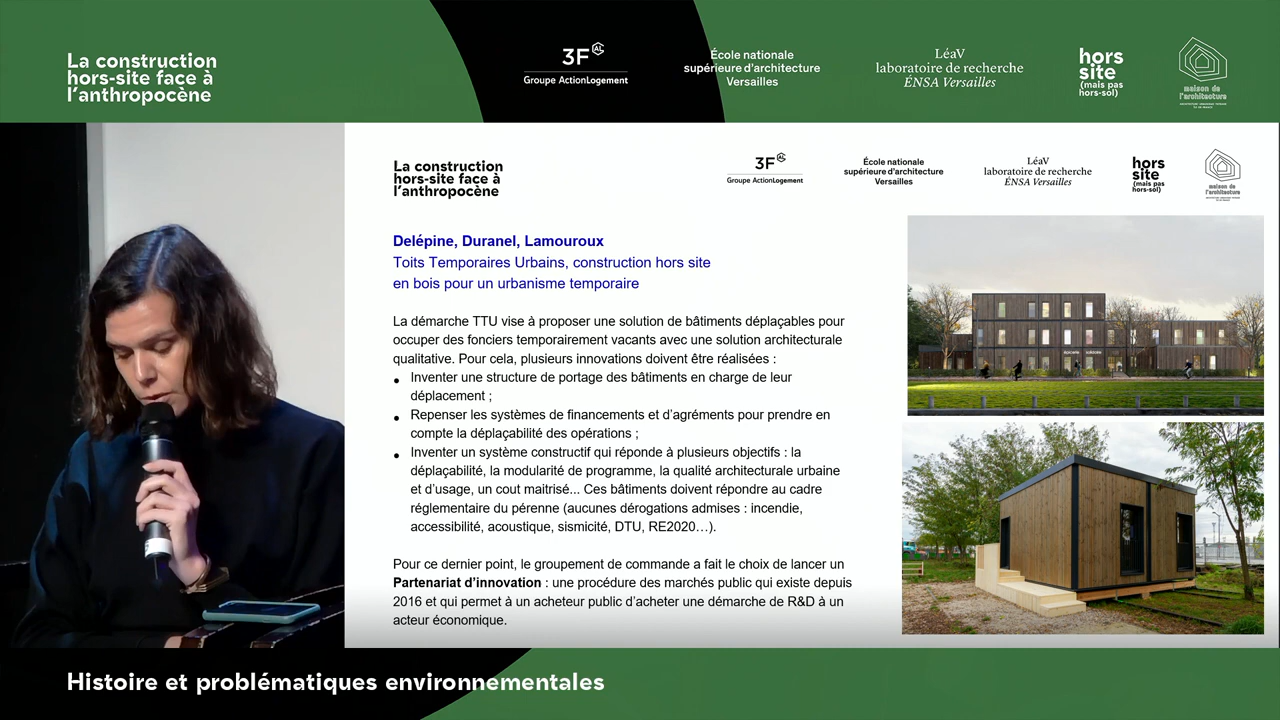 La construction
hors-site face à
l'anthropocène
3F AL
Groupe ActionLogement
École nationale
supérieure d'architecture
Versailles
LéaV
laboratoire de recherche
ÉNSA Versailles
hors
site
(mais pas
hors-sol)
maison de
l'architecture
La construction
hors-site face à
l'anthropocène
3F AL
Groupe ActionLogement
École nationale
supérieure d'architecture
Versailles
LéaV
laboratoire de recherche
ÉNSA Versailles
hors
site
(mais pas
hors-sol)
maison de
l'architecture
Delépine, Duranel, Lamouroux
Toits Temporaires Urbains, construction hors site
en bois pour un urbanisme temporaire
La démarche TTU vise à proposer une solution de bâtiments déplaçables pour
occuper des fonciers temporairement vacants avec une solution architecturale
qualitative. Pour cela, plusieurs innovations doivent être réalisées :
• Inventer une structure de portage des bâtiments en charge de leur
déplacement ;
• Repenser les systèmes de financements et d'agréments pour prendre en
compte la déplaçabilité des opérations ;
• Inventer un système constructif qui réponde à plusieurs objectifs : la
déplaçabilité, la modularité de programme, la qualité architecturale urbaine
et d'usage, un cout maitrisé... Ces bâtiments doivent répondre au cadre
réglementaire du pérenne (aucunes dérogations admises : incendie,
accessibilité, acoustique, sismicité, DTU, RE2020…).
Pour ce dernier point, le groupement de commande a fait le choix de lancer un
Partenariat d'innovation : une procédure des marchés public qui existe depuis
2016 et qui permet à un acheteur public d'acheter une démarche de R&D à un
acteur économique.
épicerie solidaire
Histoire et problématiques environnementales